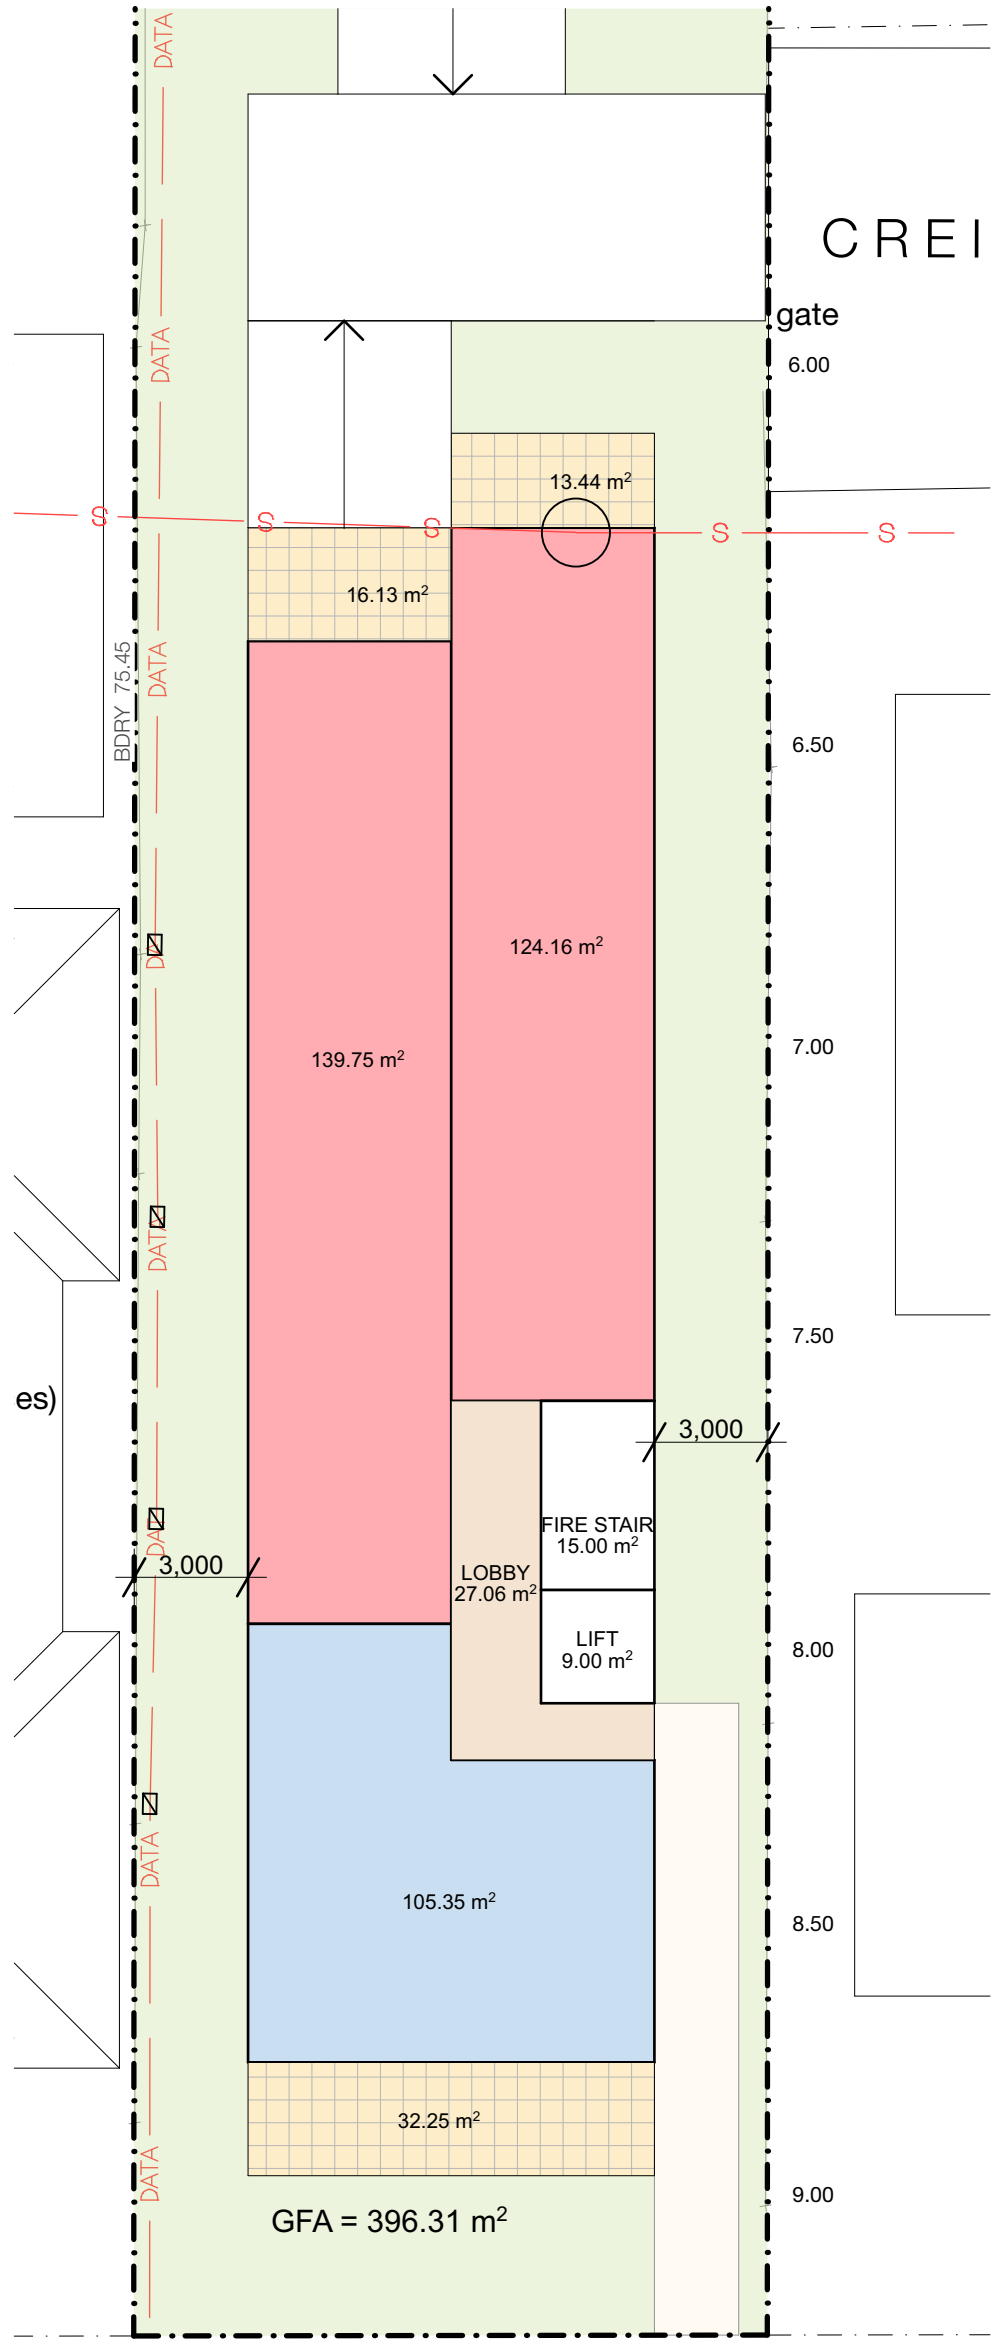 DATA
CREI
gate
DATA
6.00
13.44 m²
S
S
S
S
S
16.13 m²
BDRY 75.45
DATA
6.50
124.16 m²
DA
7.00
139.75 m²
DATA
7.50
es)
3,000
FIRE STAIR
15.00 m²
DAT
3,000
LOBBY
27.06 m²
LIFT
9.00 m²
8.00
DATA
105.35 m²
8.50
32.25 m²
DATA
9.00
GFA = 396.31 m²